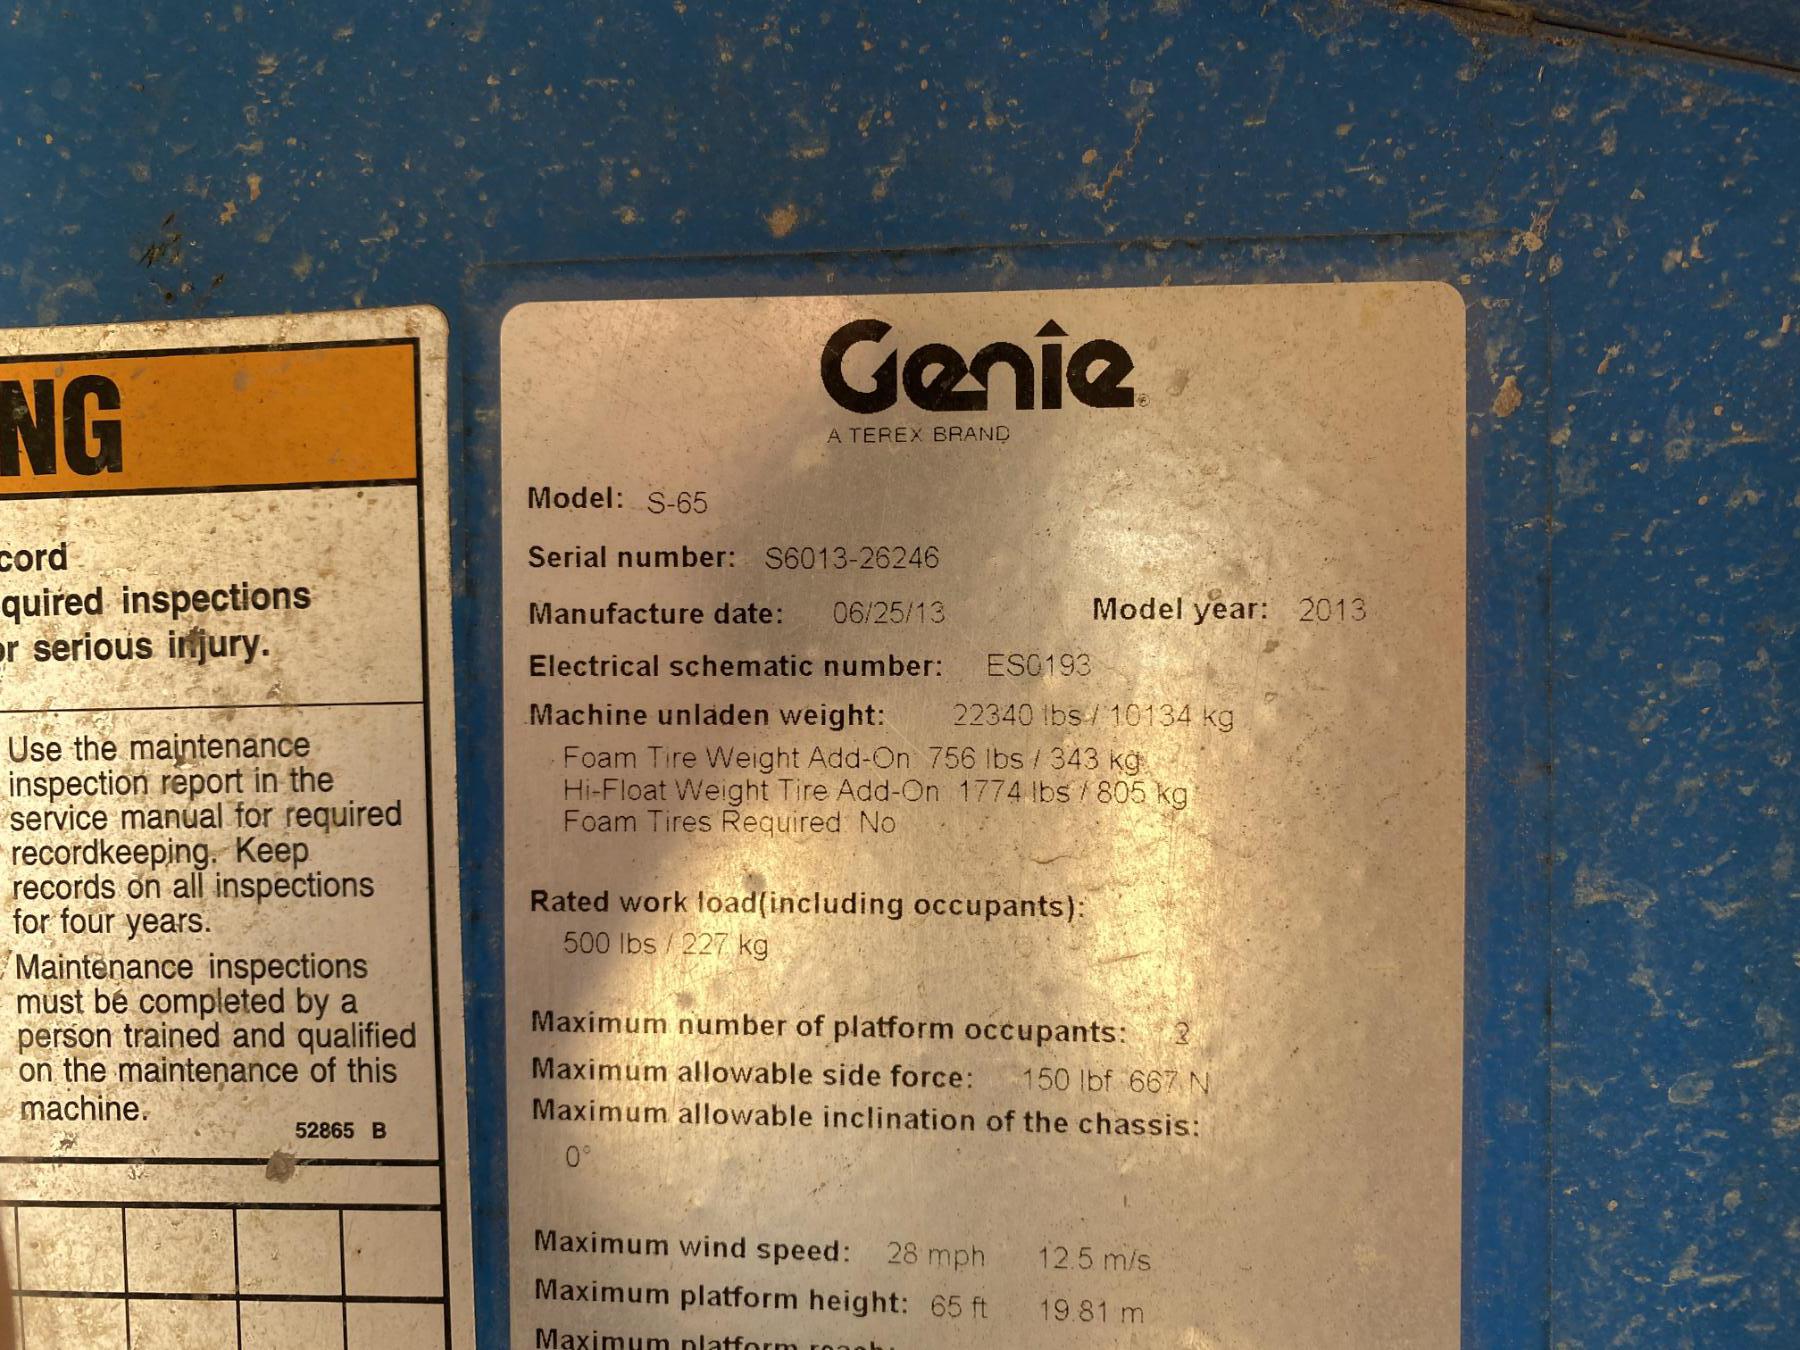 NG
cord
quired inspections
or serious injury.
Use the maintenance
inspection report in the
service manual for required
recordkeeping. Keep
records on all inspections
for four years.
Maintenance inspections
must be completed by a
person trained and qualified
on the maintenance of this
machine.
52865 B
Genie®
A TEREX BRAND
Model: S-65
Serial number: S6013-26246
Manufacture date: 06/25/13 Model year: 2013
Electrical schematic number: ES0193
Machine unladen weight: 22340 lbs / 10134 kg
Foam Tire Weight Add-On: 756 lbs / 343 kg
Hi-Float Weight Tire Add-On 1774 lbs / 805 kg
Foam Tires Required: No
Rated work load(including occupants):
500 lbs / 227 kg
Maximum number of platform occupants: 2
Maximum allowable side force: 150 lbf 667 N
Maximum allowable inclination of the chassis:
0°
Maximum wind speed: 28 mph 12.5 m/s
Maximum platform height: 65 ft 19.81 m
Maximum platform reach: